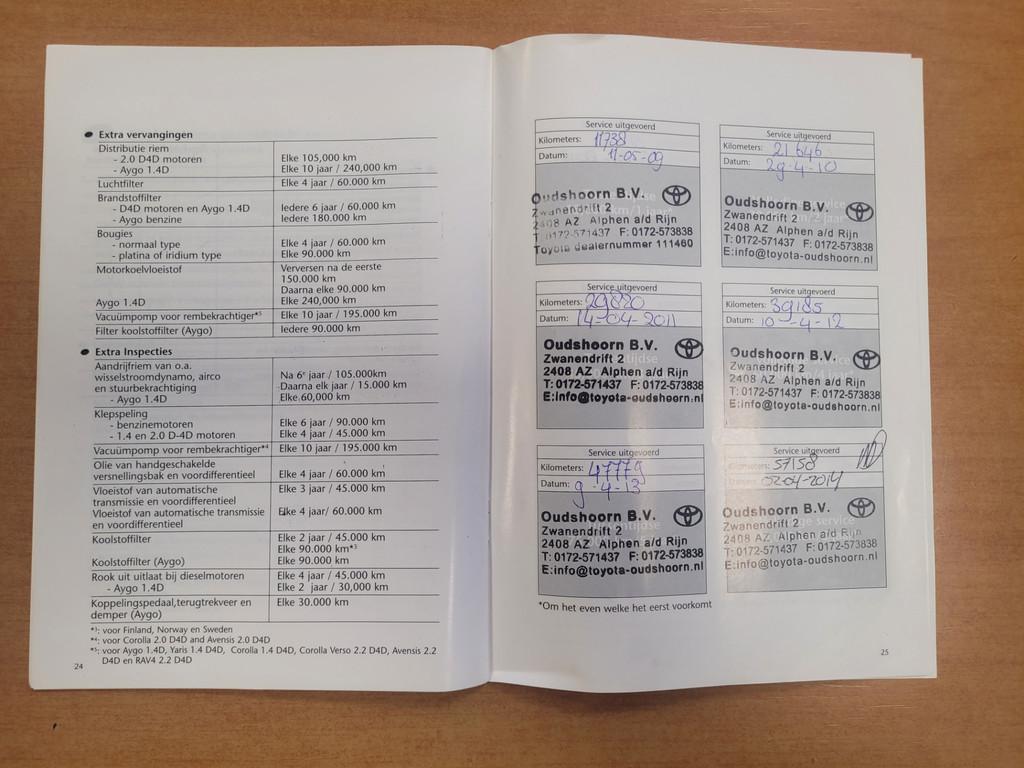 Extra vervangingen
Distributie riem
- 2.0 D4D motoren Elke 105,000 km
- Aygo 1.4D Elke 10 jaar / 240,000 km
Luchtfilter Elke 4 jaar / 60.000 km
Brandstoffilter
- D4D motoren en Aygo 1.4D Iedere 6 jaar / 60.000 km
- Aygo benzine Iedere 180.000 km
Bougies
- normaal type Elke 4 jaar / 60.000 km
- platina of iridium type Elke 90.000 km
Motorkoelvloeistof Verversen na de eerste
150.000 km
Daarna elke 90.000 km
Aygo 1.4D Elke 240,000 km
Vacuümpomp voor rembekrachtiger*⁵ Elke 10 jaar / 195.000 km
Filter koolstoffilter (Aygo) Iedere 90.000 km
Extra Inspecties
Aandrijfriem van o.a.
wisselstroomdynamo, airco Na 6ᵉ jaar / 105.000km
en stuurbekrachtiging Daarna elk jaar / 15.000 km
- Aygo 1.4D Elke 60,000 km
Klepspeling
- benzinemotoren Elke 6 jaar / 90.000 km
- 1.4 en 2.0 D-4D motoren Elke 4 jaar / 45.000 km
Vacuümpomp voor rembekrachtiger*⁴ Elke 10 jaar / 195.000 km
Olie van handgeschakelde
versnellingsbak en voordifferentieel Elke 4 jaar / 60.000 km
Vloeistof van automatische Elke 3 jaar / 45.000 km
transmissie en voordifferentieel
Vloeistof van automatische transmissie Elke 4 jaar/ 60.000 km
en voordifferentieel
Koolstoffilter Elke 2 jaar / 45.000 km
Elke 90.000 km*³
Koolstoffilter (Aygo) Elke 90.000 km
Rook uit uitlaat bij dieselmotoren Elke 4 jaar / 45.000 km
- Aygo 1.4D Elke 2 jaar / 30,000 km
Koppelingspedaal,terugtrekveer en Elke 30.000 km
demper (Aygo)
*³: voor Finland, Norway en Sweden
*⁴: voor Corolla 2.0 D4D and Avensis 2.0 D4D
*⁵: voor Aygo 1.4D, Yaris 1.4 D4D, Corolla 1.4 D4D, Corolla Verso 2.2 D4D, Avensis 2.2
D4D en RAV4 2.2 D4D
24
Service uitgevoerd
Kilometers: 11738
Datum: 11-05-09
Oudshoorn B.V.
Zwanendrift 2
2408 AZ Alphen a/d Rijn
T: 0172-571437 F: 0172-573838
Toyota dealernummer 111460
Service uitgevoerd
Kilometers: 21646
Datum: 29-4-10
Oudshoorn B.V.
Zwanendrift 2
2408 AZ Alphen a/d Rijn
T: 0172-571437 F: 0172-573838
E:info@toyota-oudshoorn.nl
Service uitgevoerd
Kilometers: 29820
Datum: 14-04-2011
Oudshoorn B.V.
Zwanendrift 2
2408 AZ Alphen a/d Rijn
T: 0172-571437 F: 0172-573838
E:info@toyota-oudshoorn.nl
Service uitgevoerd
Kilometers: 39185
Datum: 10-4-12
Oudshoorn B.V.
Zwanendrift 2
2408 AZ Alphen a/d Rijn
T: 0172-571437 F: 0172-573838
E:info@toyota-oudshoorn.nl
Service uitgevoerd
Kilometers: 47779
Datum: 9-4-13
Oudshoorn B.V.
Zwanendrift 2
2408 AZ Alphen a/d Rijn
T: 0172-571437 F: 0172-573838
E:info@toyota-oudshoorn.nl
Service uitgevoerd
Kilometers: 57158
Datum: 02-04-2014
Oudshoorn B.V.
Zwanendrift 2
2408 AZ Alphen a/d Rijn
T: 0172-571437 F: 0172-573838
E:info@toyota-oudshoorn.nl
*Om het even welke het eerst voorkomt
25